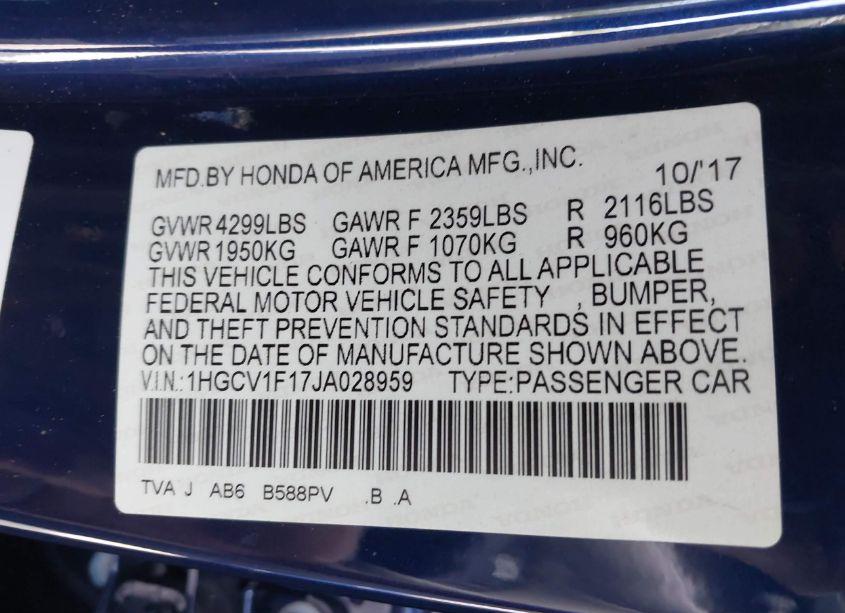 MFD.BY HONDA OF AMERICA MFG.,INC. 10/'17
GVWR 4299LBS GAWR F 2359LBS R 2116LBS
GVWR 1950KG GAWR F 1070KG R 960KG
THIS VEHICLE CONFORMS TO ALL APPLICABLE
FEDERAL MOTOR VEHICLE SAFETY , BUMPER,
AND THEFT PREVENTION STANDARDS IN EFFECT
ON THE DATE OF MANUFACTURE SHOWN ABOVE.
V.I.N.:1HGCV1F17JA028959 TYPE:PASSENGER CAR
TVA J AB6 B588PV .B .A